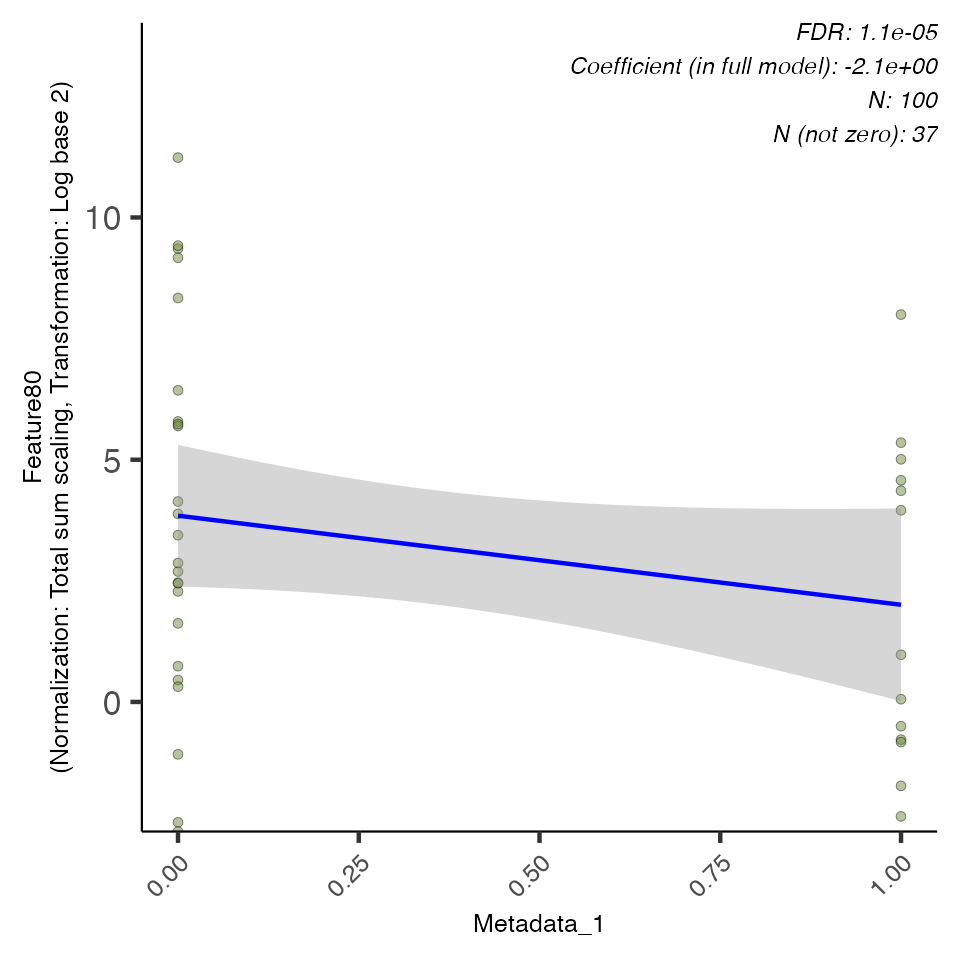 FDR: 1.1e-05
Coefficient (in full model): -2.1e+00
N: 100
N (not zero): 37
Feature80
(Normalization: Total sum scaling, Transformation: Log base 2)
10
5
0
0.00
0.25
0.50
0.75
1.00
Metadata_1